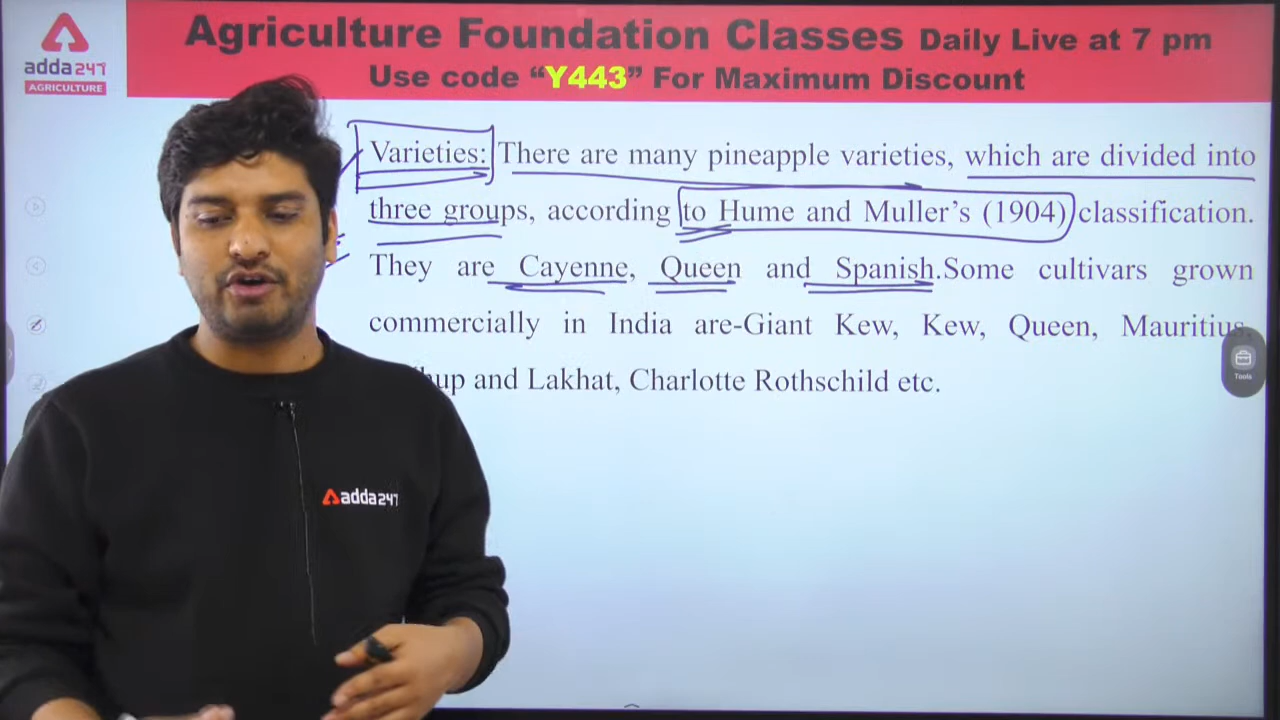 Agriculture Foundation Classes Daily Live at 7 pm
Use code “Y443” For Maximum Discount
adda247
AGRICULTURE
Varieties: There are many pineapple varieties, which are divided into
three groups, according to Hume and Muller’s (1904) classification.
They are Cayenne, Queen and Spanish.Some cultivars grown
commercially in India are-Giant Kew, Kew, Queen, Mauritius,
and Lakhat, Charlotte Rothschild etc.
Tools
adda247